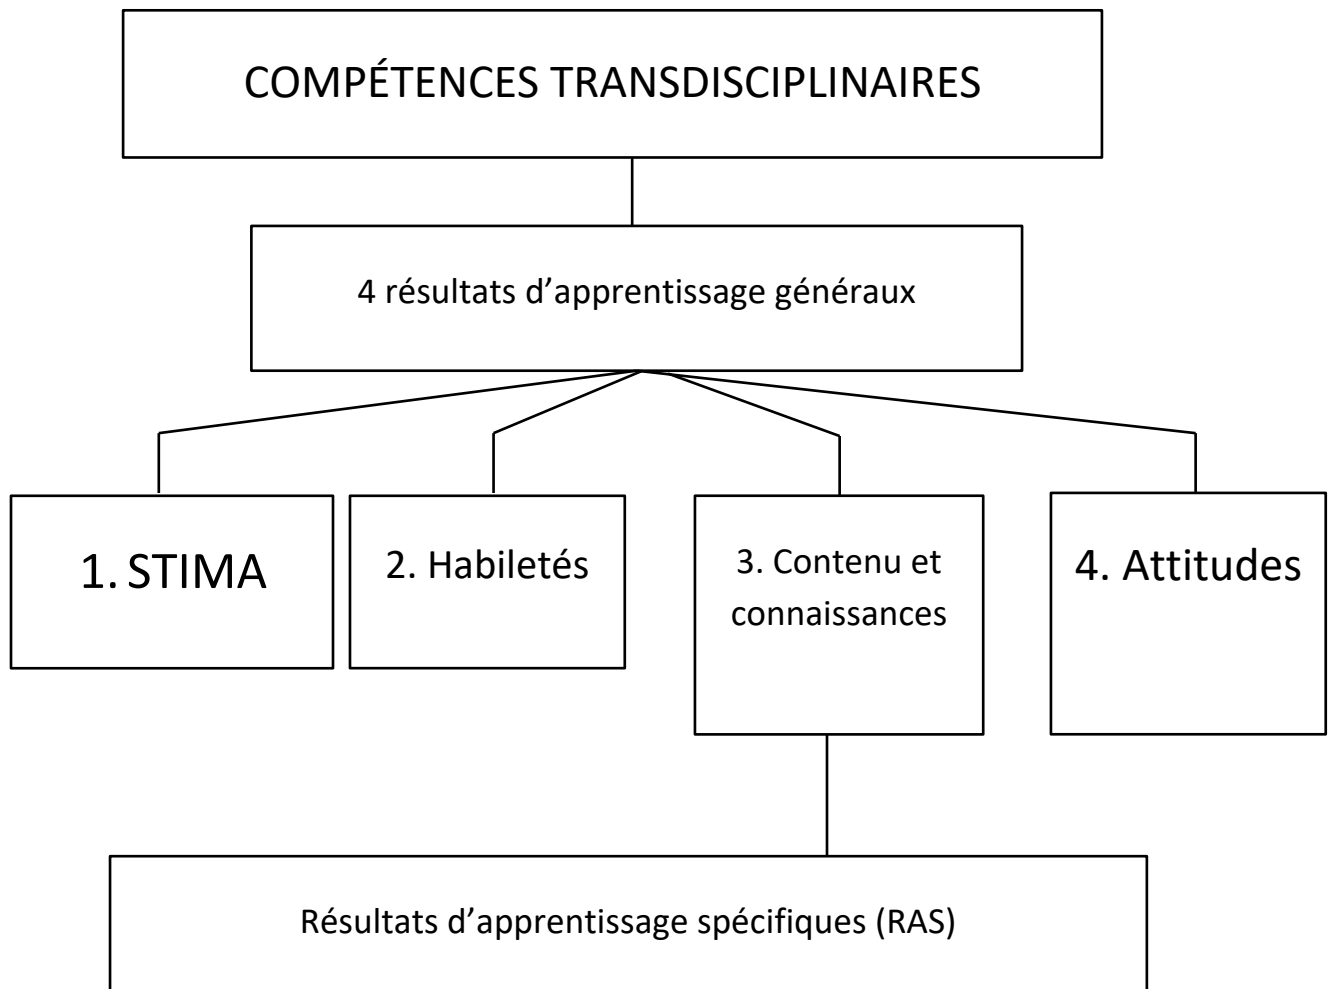 COMPÉTENCES TRANSDISCIPLINAIRES
4 résultats d’apprentissage généraux
1. STIMA
2. Habiletés
3. Contenu et
connaissances
4. Attitudes
Résultats d’apprentissage spécifiques (RAS)